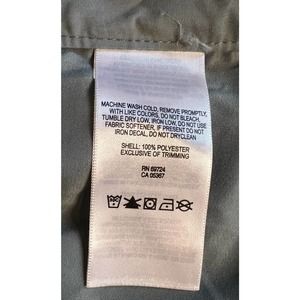 MACHINE WASH COLD, REMOVE PROMPTLY,
WITH LIKE COLORS, DO NOT BLEACH,
TUMBLE DRY LOW, IRON LOW, DO NOT USE
FABRIC SOFTENER, IF PRESENT DO NOT
IRON DECAL, DO NOT DRYCLEAN
SHELL: 100% POLYESTER
EXCLUSIVE OF TRIMMING
RN 69724
CA 05367